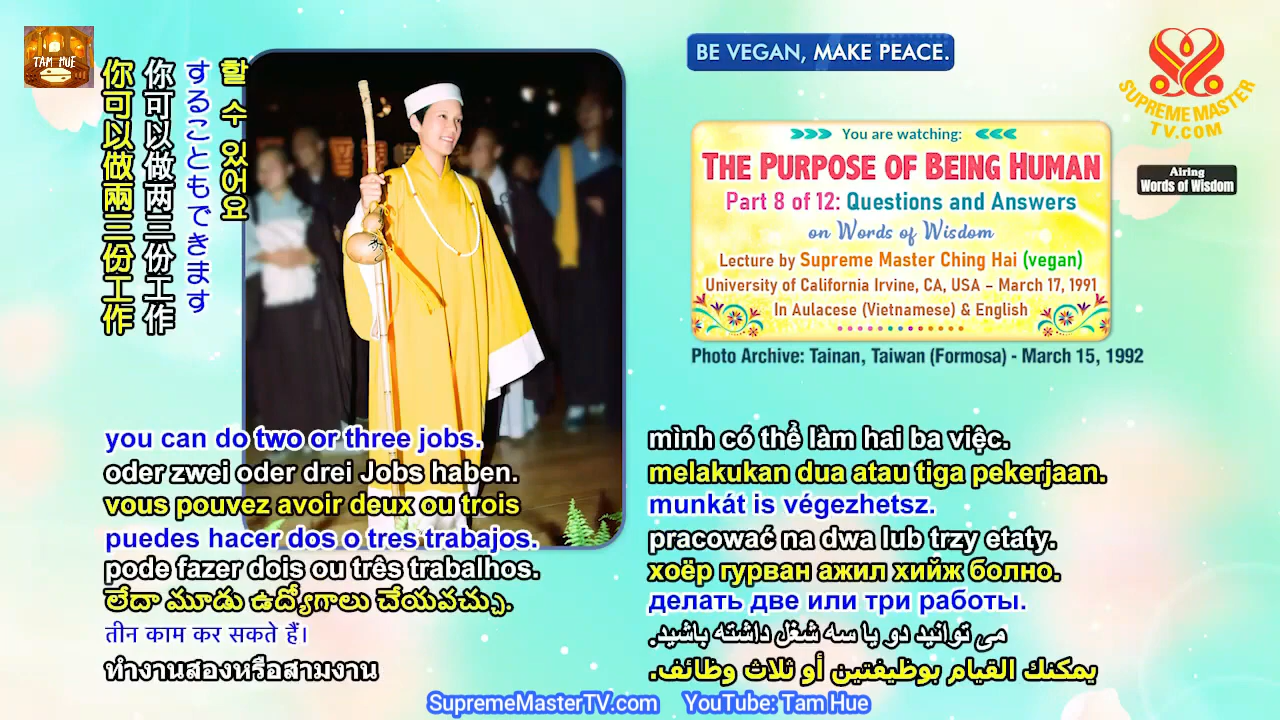 TAM HUE
你可以做兩三份工作
你可以做两三份工作
することもできます
할 수 있어요
BE VEGAN, MAKE PEACE.
SUPREME MASTER
TV.COM
You are watching:
THE PURPOSE OF BEING HUMAN
Part 8 of 12: Questions and Answers
on Words of Wisdom
Lecture by Supreme Master Ching Hai (vegan)
University of California Irvine, CA, USA – March 17, 1991
In Aulacese (Vietnamese) & English
Airing
Words of Wisdom
Photo Archive: Tainan, Taiwan (Formosa) - March 15, 1992
you can do two or three jobs.
oder zwei oder drei Jobs haben.
vous pouvez avoir deux ou trois
puedes hacer dos o tres trabajos.
pode fazer dois ou três trabalhos.
లేదా మూడు ఉద్యోగాలు చేయవచ్చు.
तीन काम कर सकते हैं।
ทำงานสองหรือสามงาน
mình có thể làm hai ba việc.
melakukan dua atau tiga pekerjaan.
munkát is végezhetsz.
pracować na dwa lub trzy etaty.
хоёр гурван ажил хийж болно.
делать две или три работы.
می توانید دو یا سه شغل داشته باشید.
يمكنك القيام بوظيفتين أو ثلاث وظائف.
SupremeMasterTV.com YouTube: Tam Hue